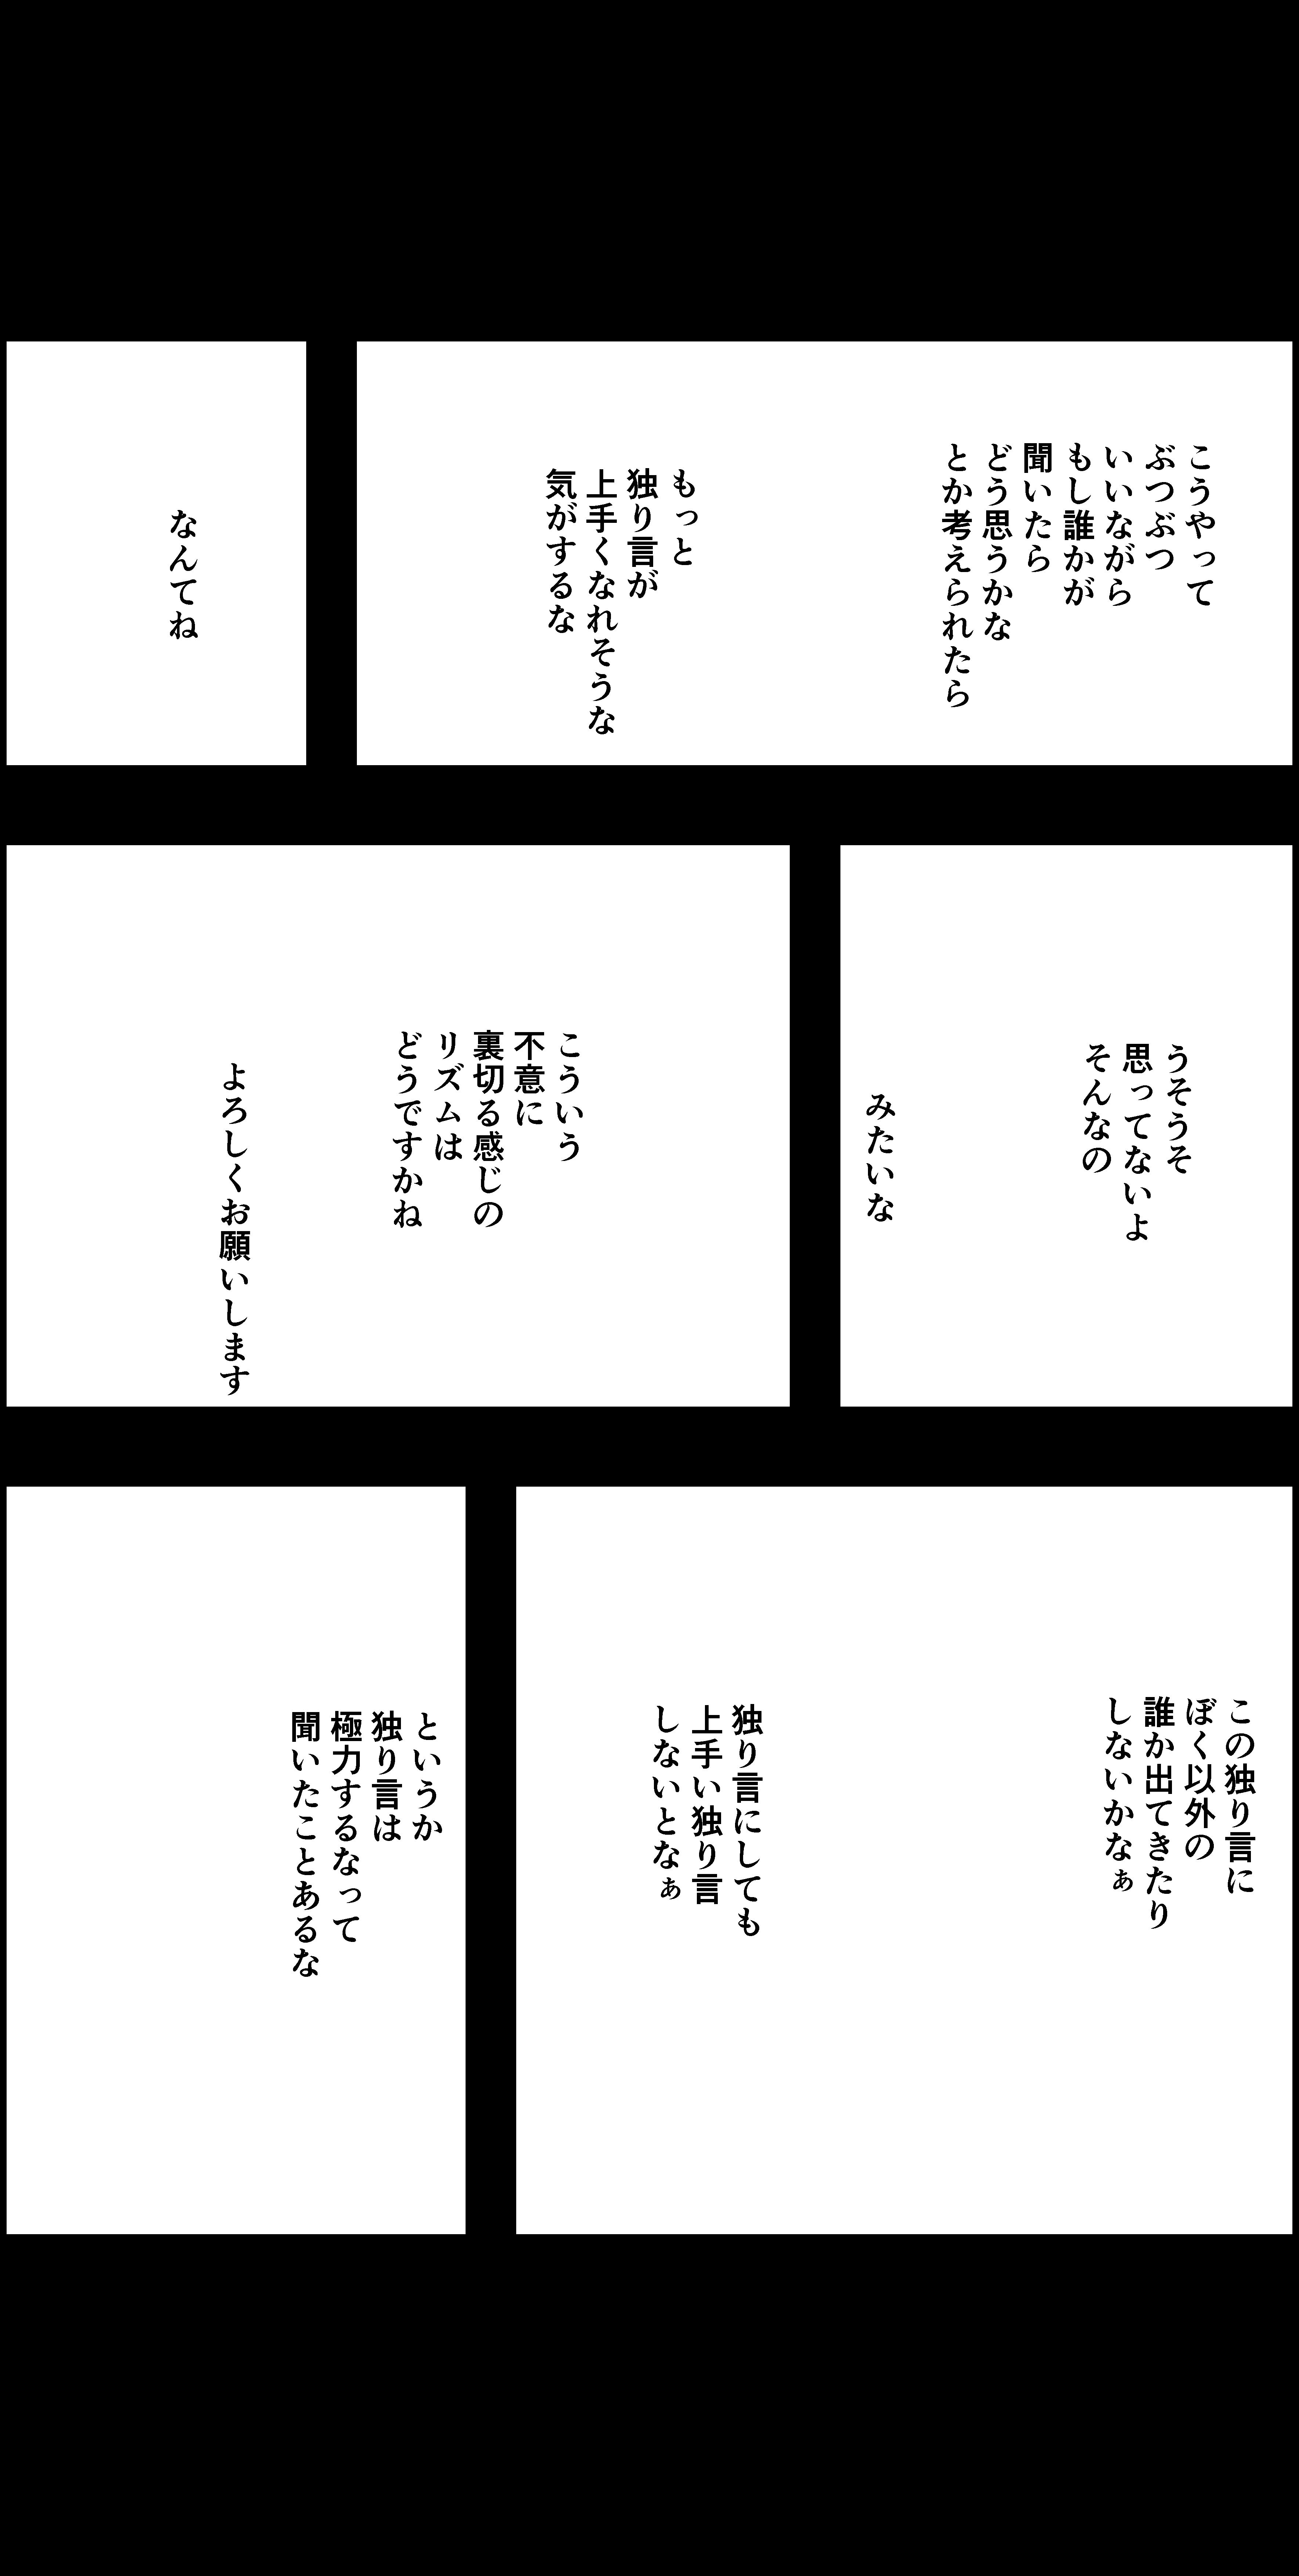 こうやって
ぶつぶつ
いいながら
もし誰かが
聞いたら
どう思うかな
とか考えられたら
もっと
独り言が
上手くなれそうな
気がするな
なんてね
うそうそ
思ってないよ
そんなの
みたいな
こういう
不意に
裏切る感じの
リズムは
どうですかね
よろしくお願いします
この独り言に
ぼく以外の
誰か出てきたり
しないかなぁ
独り言にしても
上手い独り言
しないとなぁ
というか
独り言は
極力するなって
聞いたことあるな